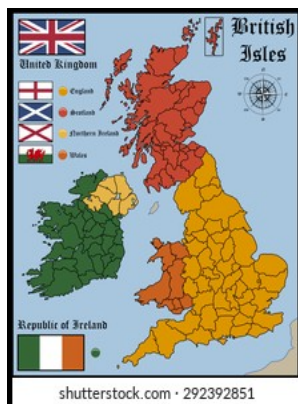 British
Isles
United Kingdom
England
Scotland
Northern Ireland
Wales
Republic of Ireland
shutterstock.com · 292392851